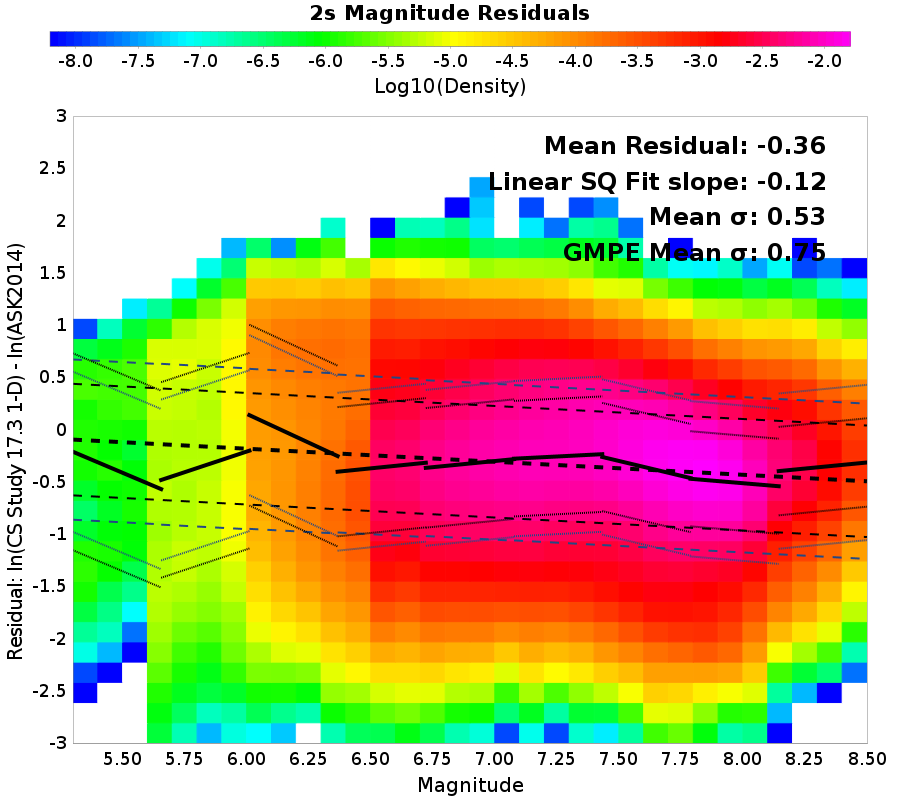 2s Magnitude Residuals
-8.0 -7.5 -7.0 -6.5 -6.0 -5.5 -5.0 -4.5 -4.0 -3.5 -3.0 -2.5 -2.0
Log10(Density)
Mean Residual: -0.36
Linear SQ Fit slope: -0.12
Mean σ: 0.53
GMPE Mean σ: 0.75
Residual: ln(CS Study 17.3 1-D) - ln(ASK2014)
3
2.5
2
1.5
1
0.5
0
-0.5
-1
-1.5
-2
-2.5
-3
5.50 5.75 6.00 6.25 6.50 6.75 7.00 7.25 7.50 7.75 8.00 8.25 8.50
Magnitude